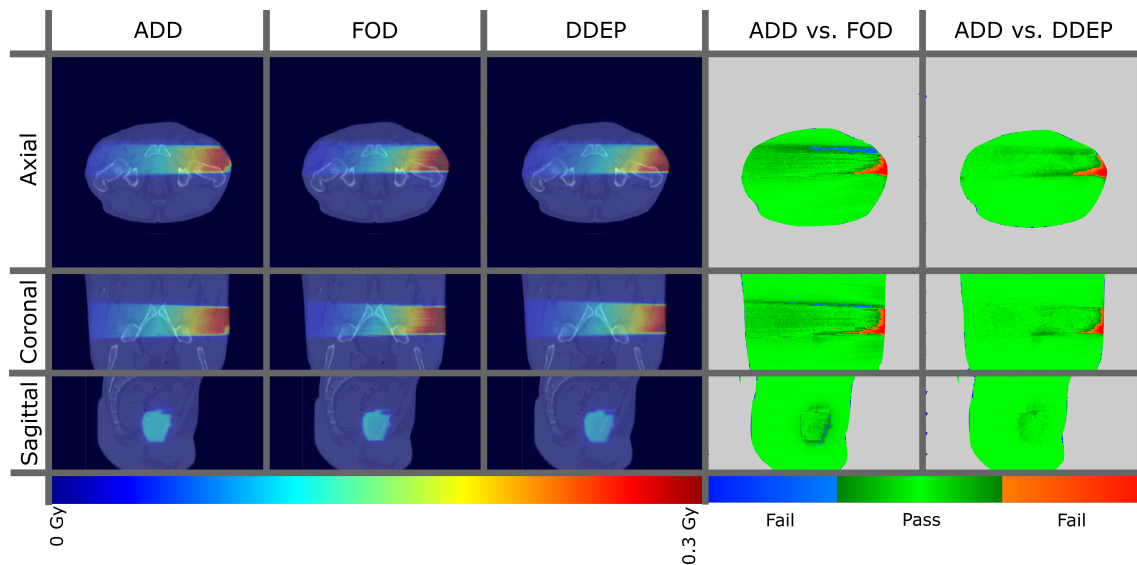 ADD FOD DDEP ADD vs. FOD ADD vs. DDEP
Axial
Coronal
Sagittal
0 Gy 0.3 Gy
Fail Pass Fail